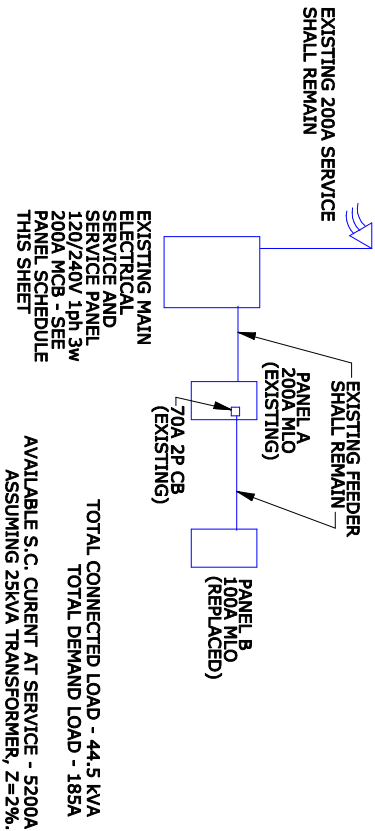 EXISTING 200A SERVICE
SHALL REMAIN
EXISTING MAIN
ELECTRICAL
SERVICE AND
SERVICE PANEL
120/240V 1ph 3w
200A MCB - SEE
PANEL SCHEDULE
THIS SHEET
EXISTING FEEDER
SHALL REMAIN
PANEL A
200A MLO
(EXISTING)
70A 2P CB
(EXISTING)
PANEL B
100A MLO
(REPLACED)
TOTAL CONNECTED LOAD - 44.5 kVA
TOTAL DEMAND LOAD - 185A
AVAILABLE S.C. CURENT AT SERVICE - 5200A
ASSUMING 25kVA TRANSFORMER, Z=2%.